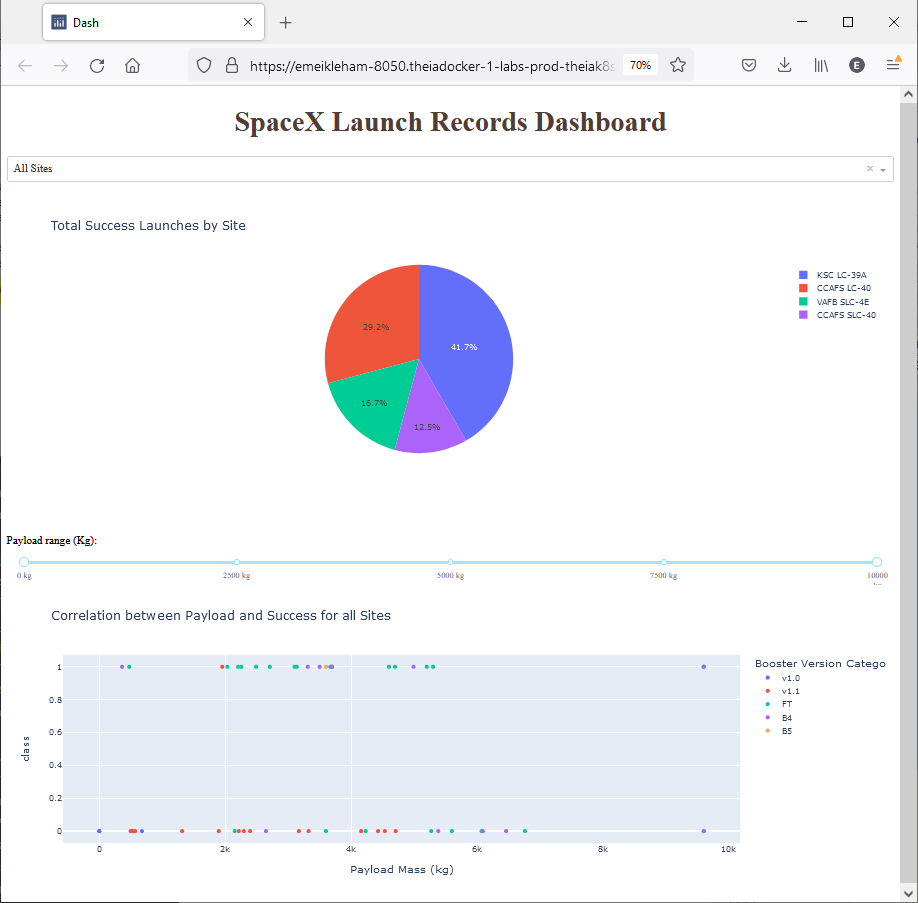 Dash
https://emeikleham-8050.theiadocker-1-labs-prod-theiak8s
70%
E
SpaceX Launch Records Dashboard
All Sites
Total Success Launches by Site
KSC LC-39A
CCAFS LC-40
VAFB SLC-4E
CCAFS SLC-40
29.2%
41.7%
16.7%
12.5%
Payload range (Kg):
0 kg 2500 kg 5000 kg 7500 kg 10000
Correlation between Payload and Success for all Sites
Booster Version Catego
v1.0
v1.1
FT
B4
B5
1
0.8
0.6
0.4
0.2
0
class
0 2k 4k 6k 8k 10k
Payload Mass (kg)